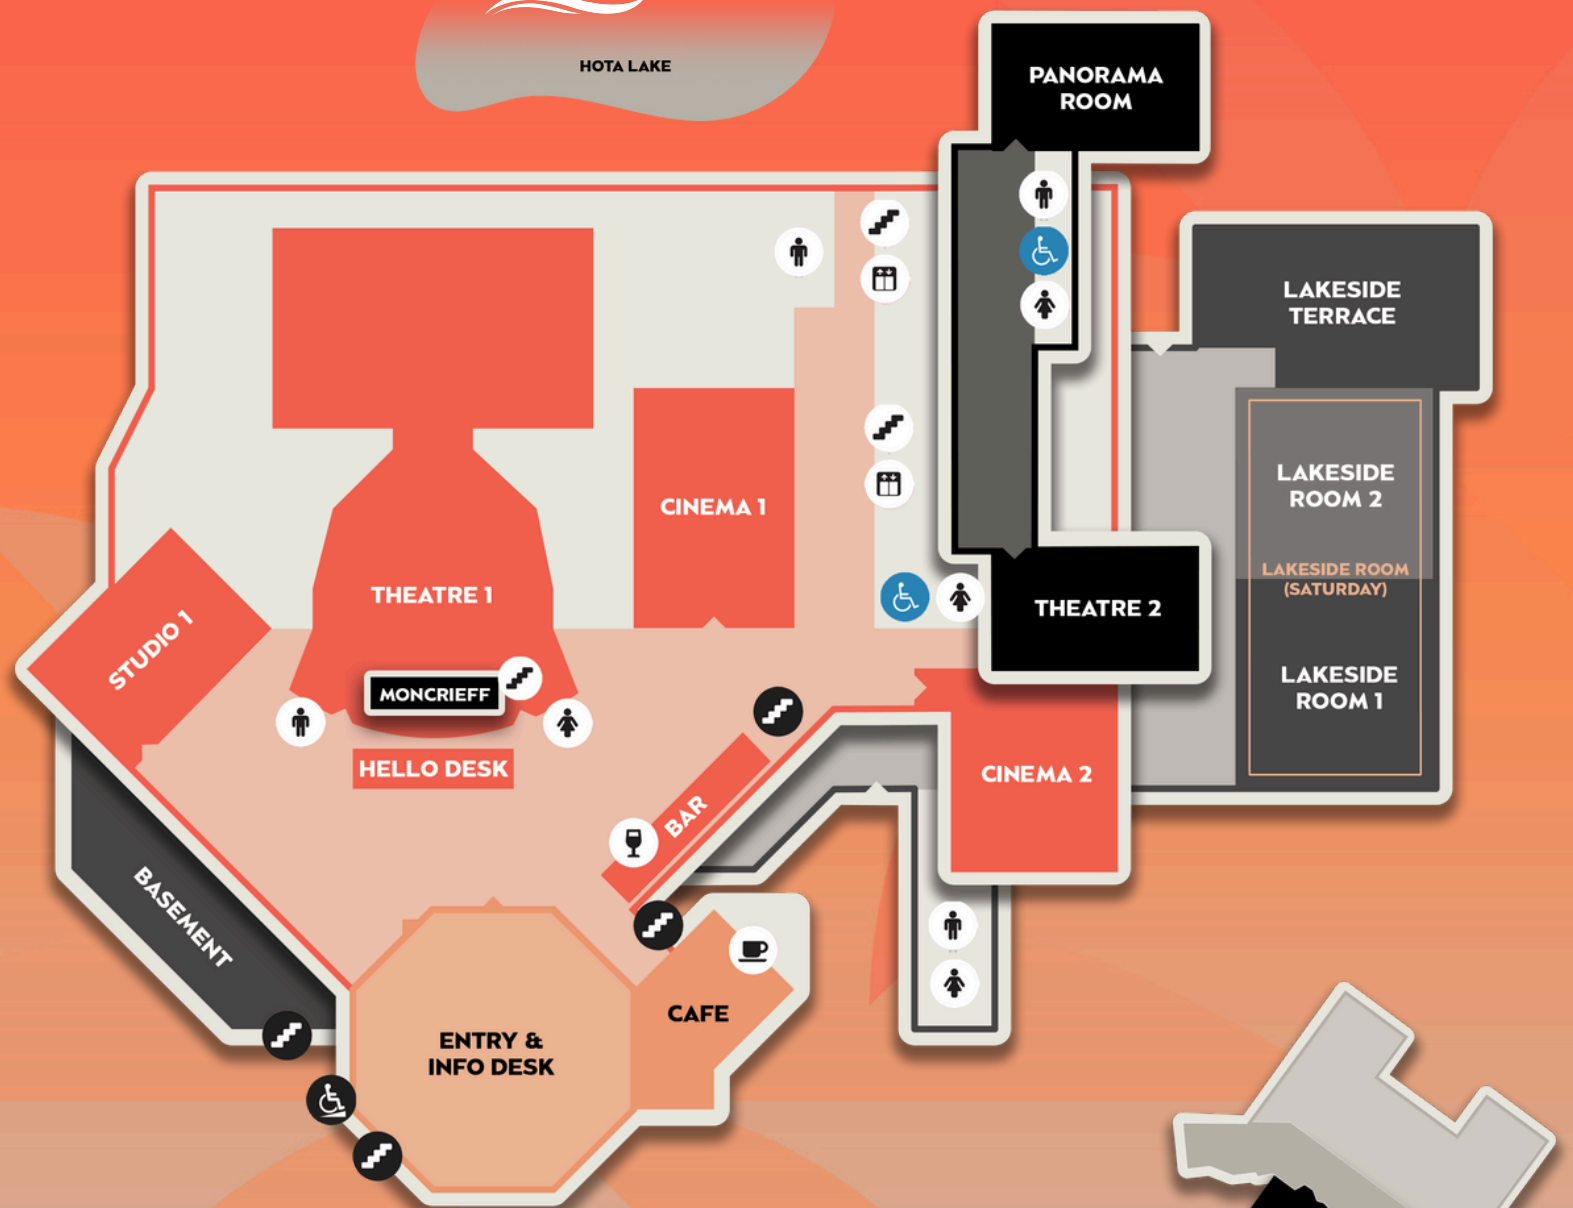 HOTA LAKE
PANORAMA
ROOM
LAKESIDE
TERRACE
LAKESIDE
ROOM 2
CINEMA 1
LAKESIDE ROOM
(SATURDAY)
THEATRE 1
THEATRE 2
STUDIO 1
LAKESIDE
ROOM 1
MONCRIEFF
HELLO DESK
CINEMA 2
BAR
BASEMENT
CAFE
ENTRY &
INFO DESK